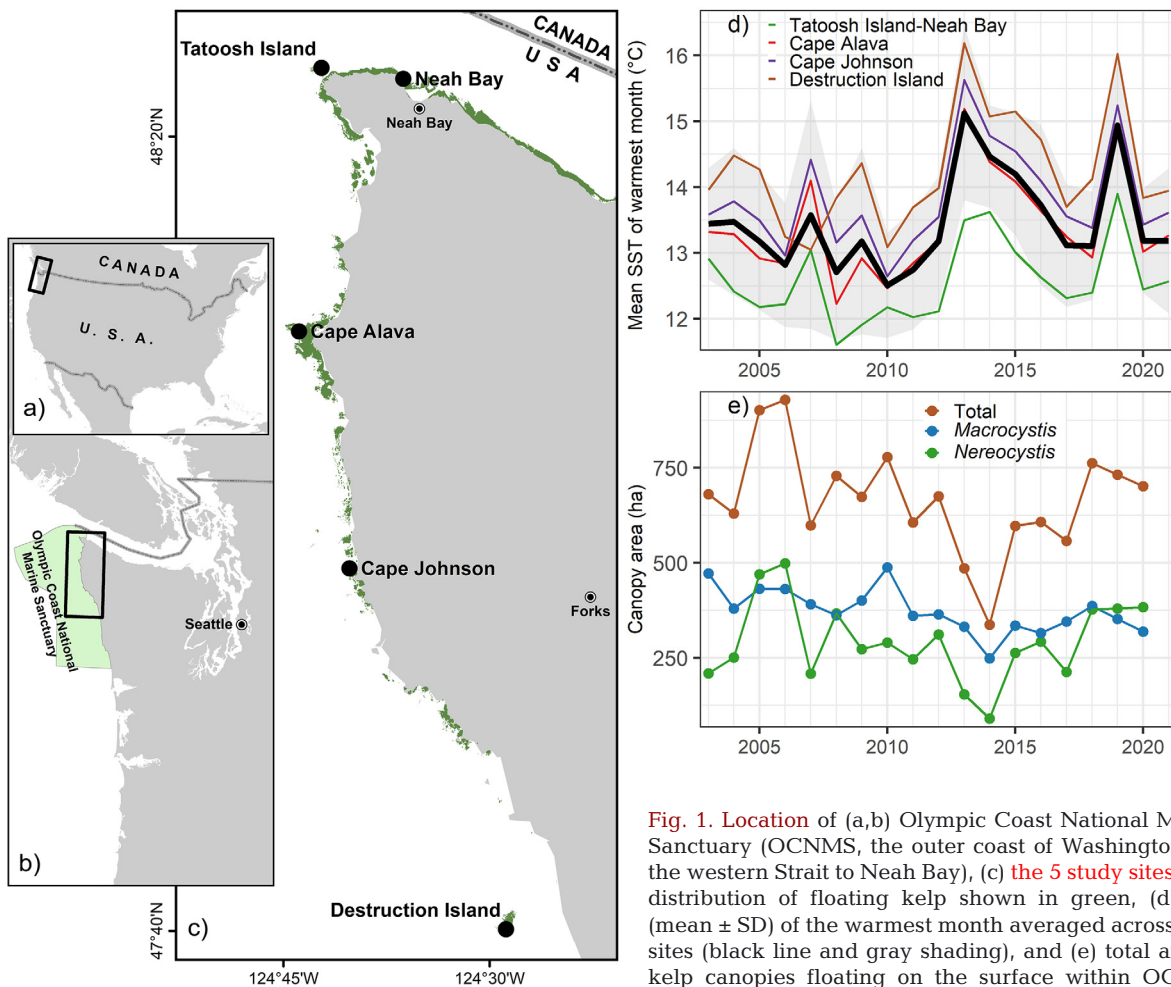 CANADA
U S A
Tatoosh Island
Neah Bay
Neah Bay
48°20'N
CANADA
U. S. A.
a)
Cape Alava
Olympic Coast National
Marine Sanctuary
Seattle
Cape Johnson
Forks
b)
Destruction Island
c)
47°40'N
124°45'W
124°30'W
d)
Tatoosh Island-Neah Bay
Cape Alava
Cape Johnson
Destruction Island
Mean SST of warmest month (°C)
16
15
14
13
12
2005
2010
2015
2020
e)
Total
Macrocystis
Nereocystis
Canopy area (ha)
750
500
250
2005
2010
2015
2020
Fig. 1. Location of (a,b) Olympic Coast National M
Sanctuary (OCNMS, the outer coast of Washingto
the western Strait to Neah Bay), (c) the 5 study sites
distribution of floating kelp shown in green, (d
(mean ± SD) of the warmest month averaged across
sites (black line and gray shading), and (e) total a
kelp canopies floating on the surface within OC